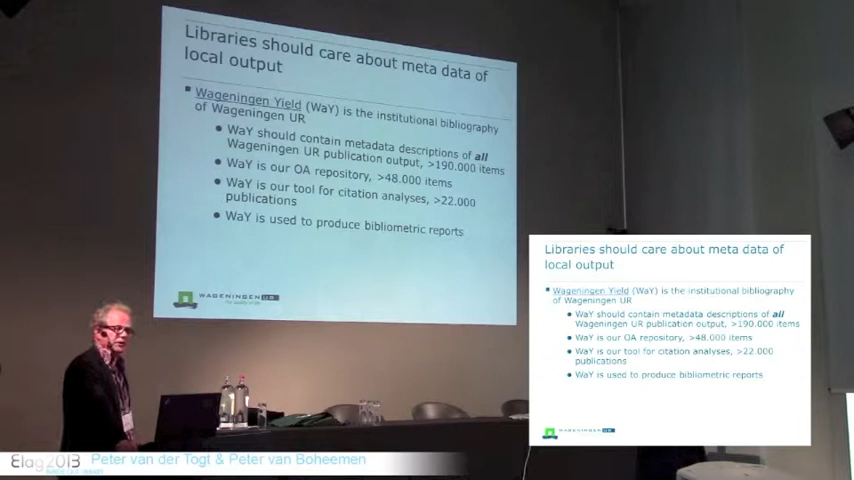 Libraries should care about meta data of
local output
Wageningen Yield (WaY) is the institutional bibliography
of Wageningen UR
WaY should contain metadata descriptions of all
Wageningen UR publication output, >190.000 items
WaY is our OA repository, >48.000 items
WaY is our tool for citation analyses, >22.000
publications
WaY is used to produce bibliometric reports
WAGENINGEN UR
For quality of life
Libraries should care about meta data of
local output
Wageningen Yield (WaY) is the institutional bibliography
of Wageningen UR
WaY should contain metadata descriptions of all
Wageningen UR publication output, >190.000 items
WaY is our OA repository, >48.000 items
WaY is our tool for citation analyses, >22.000
publications
WaY is used to produce bibliometric reports
WAGENINGEN UR
Elag2013
Peter van der Togt & Peter van Boheemen